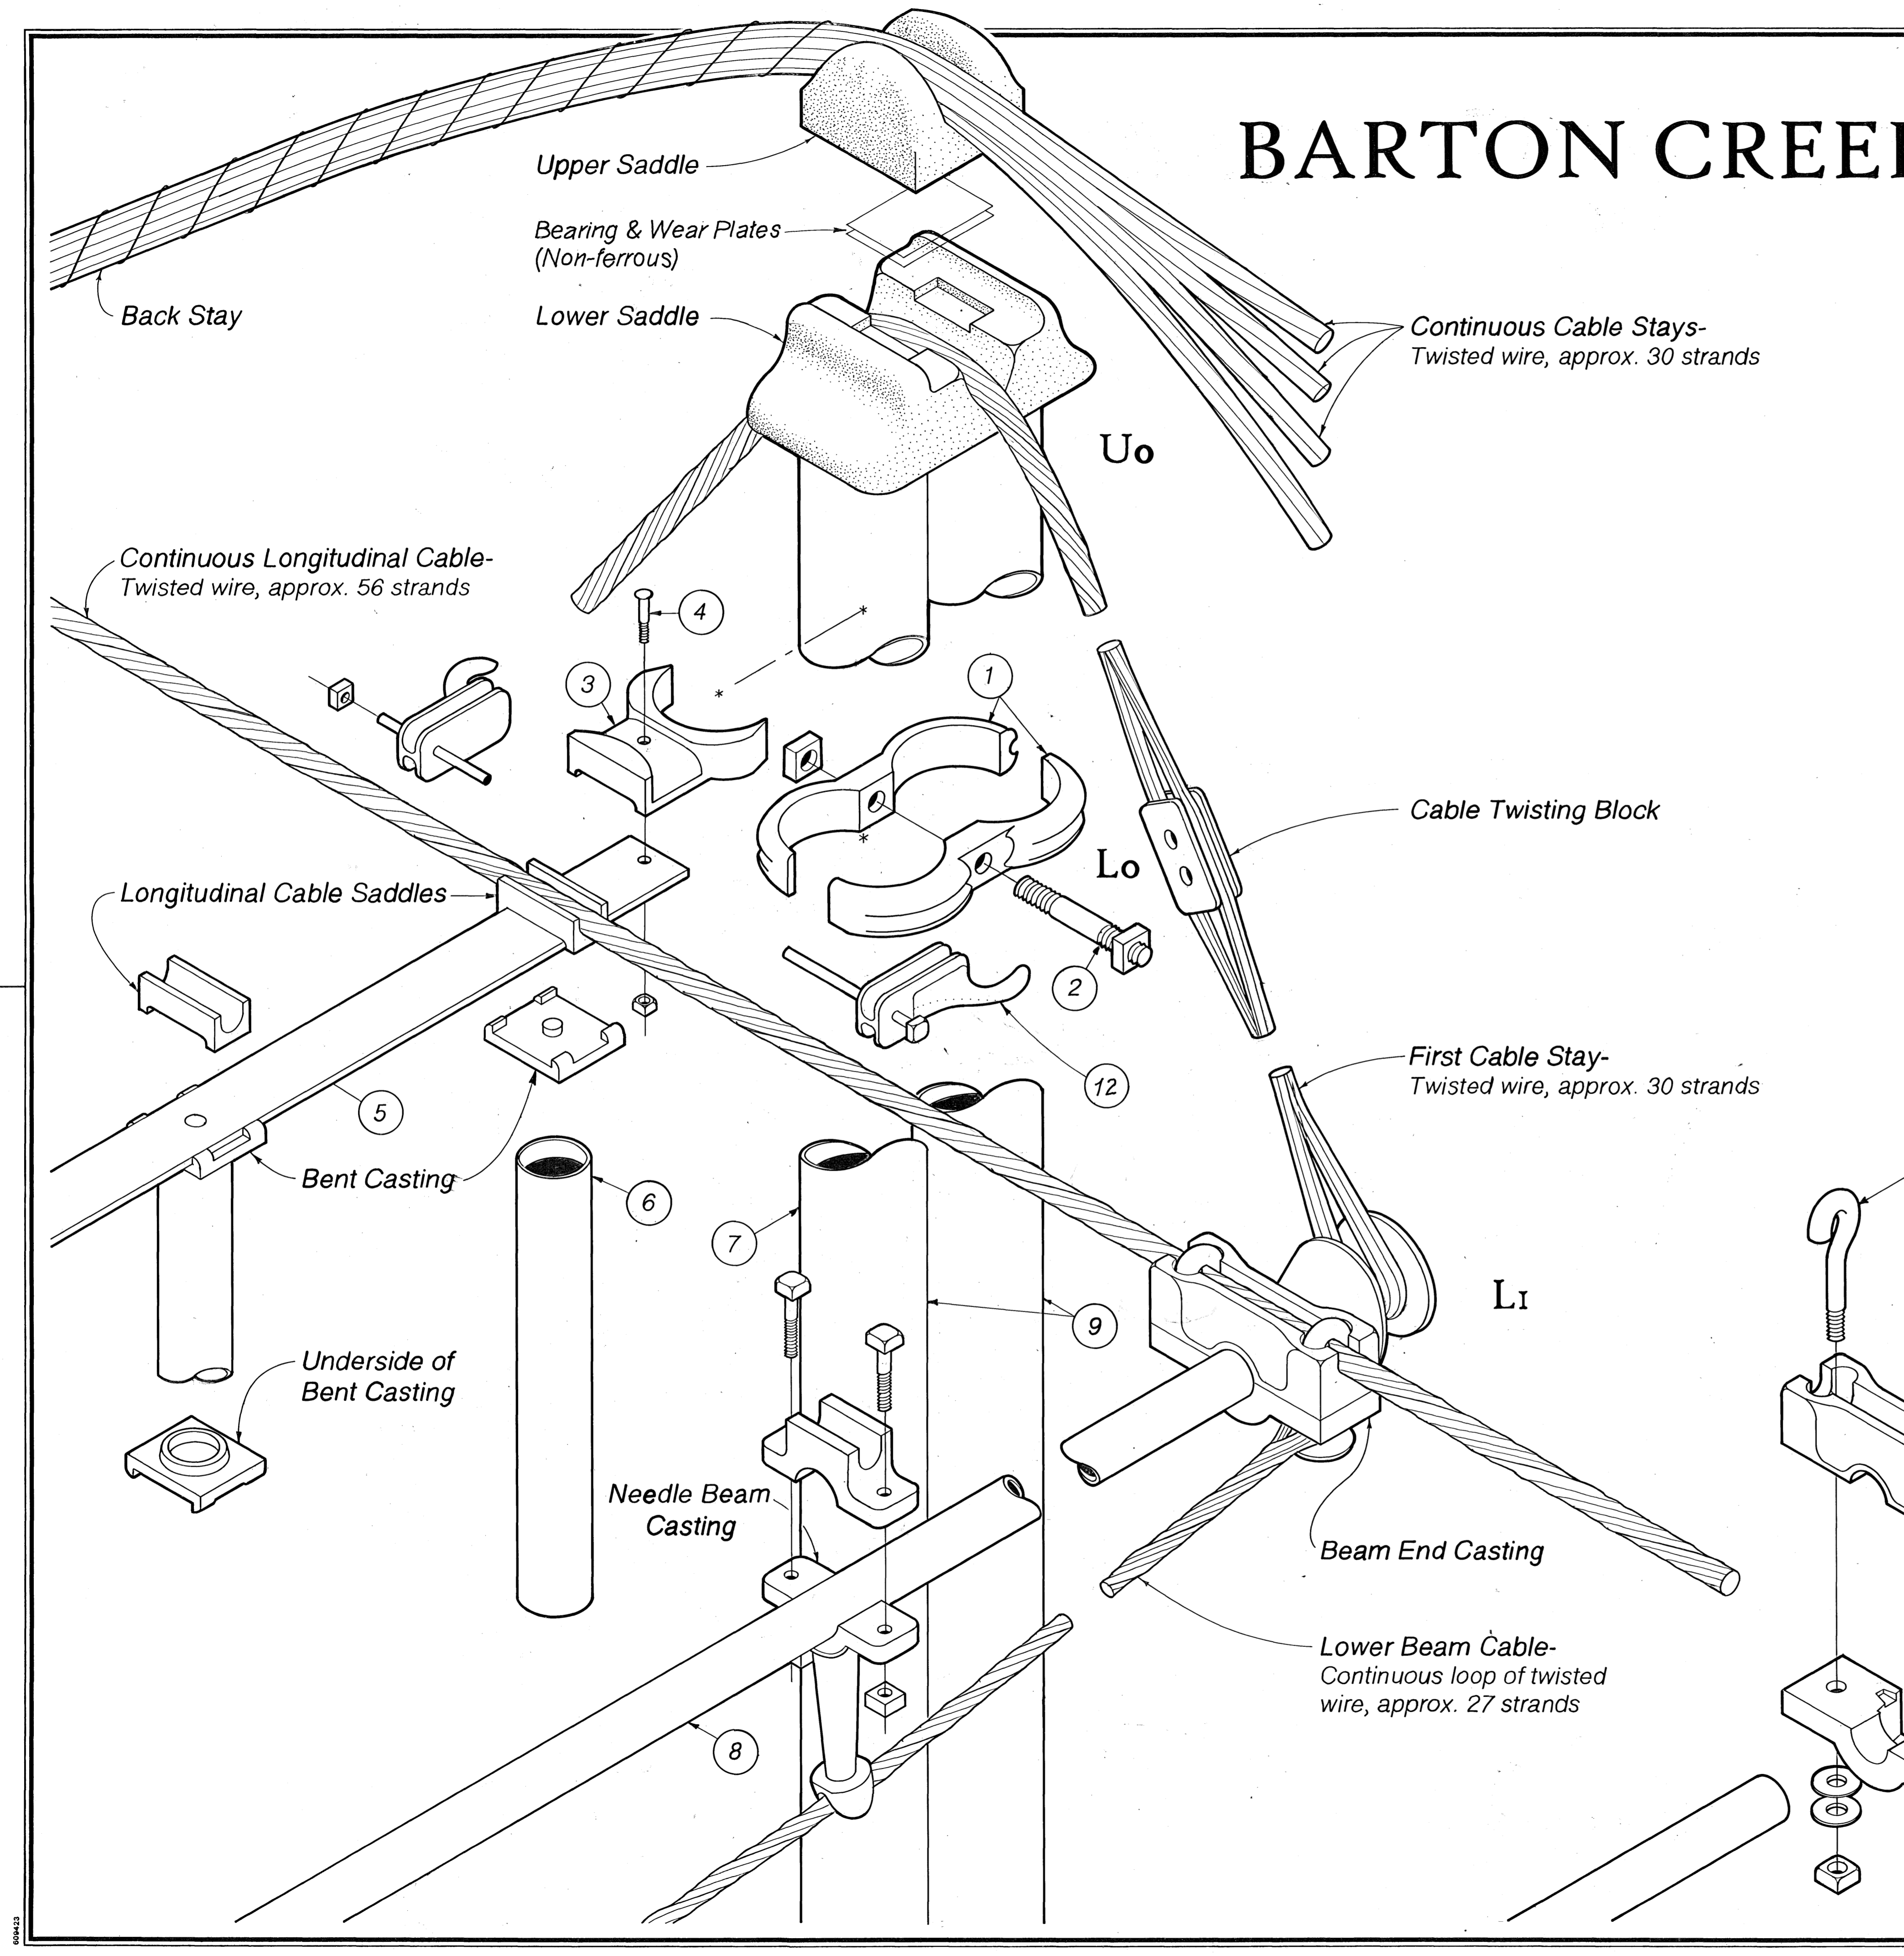 BARTON CREE
Upper Saddle
Bearing & Wear Plates
(Non-ferrous)
Back Stay
Lower Saddle
Continuous Cable Stays-
Twisted wire, approx. 30 strands
Uo
Continuous Longitudinal Cable-
Twisted wire, approx. 56 strands
4
*
3
*
1
Cable Twisting Block
*
Lo
Longitudinal Cable Saddles
2
First Cable Stay-
Twisted wire, approx. 30 strands
12
5
Bent Casting
6
7
L1
9
Underside of
Bent Casting
Needle Beam
Casting
Beam End Casting
Lower Beam Cable-
Continuous loop of twisted
wire, approx. 27 strands
8
609423